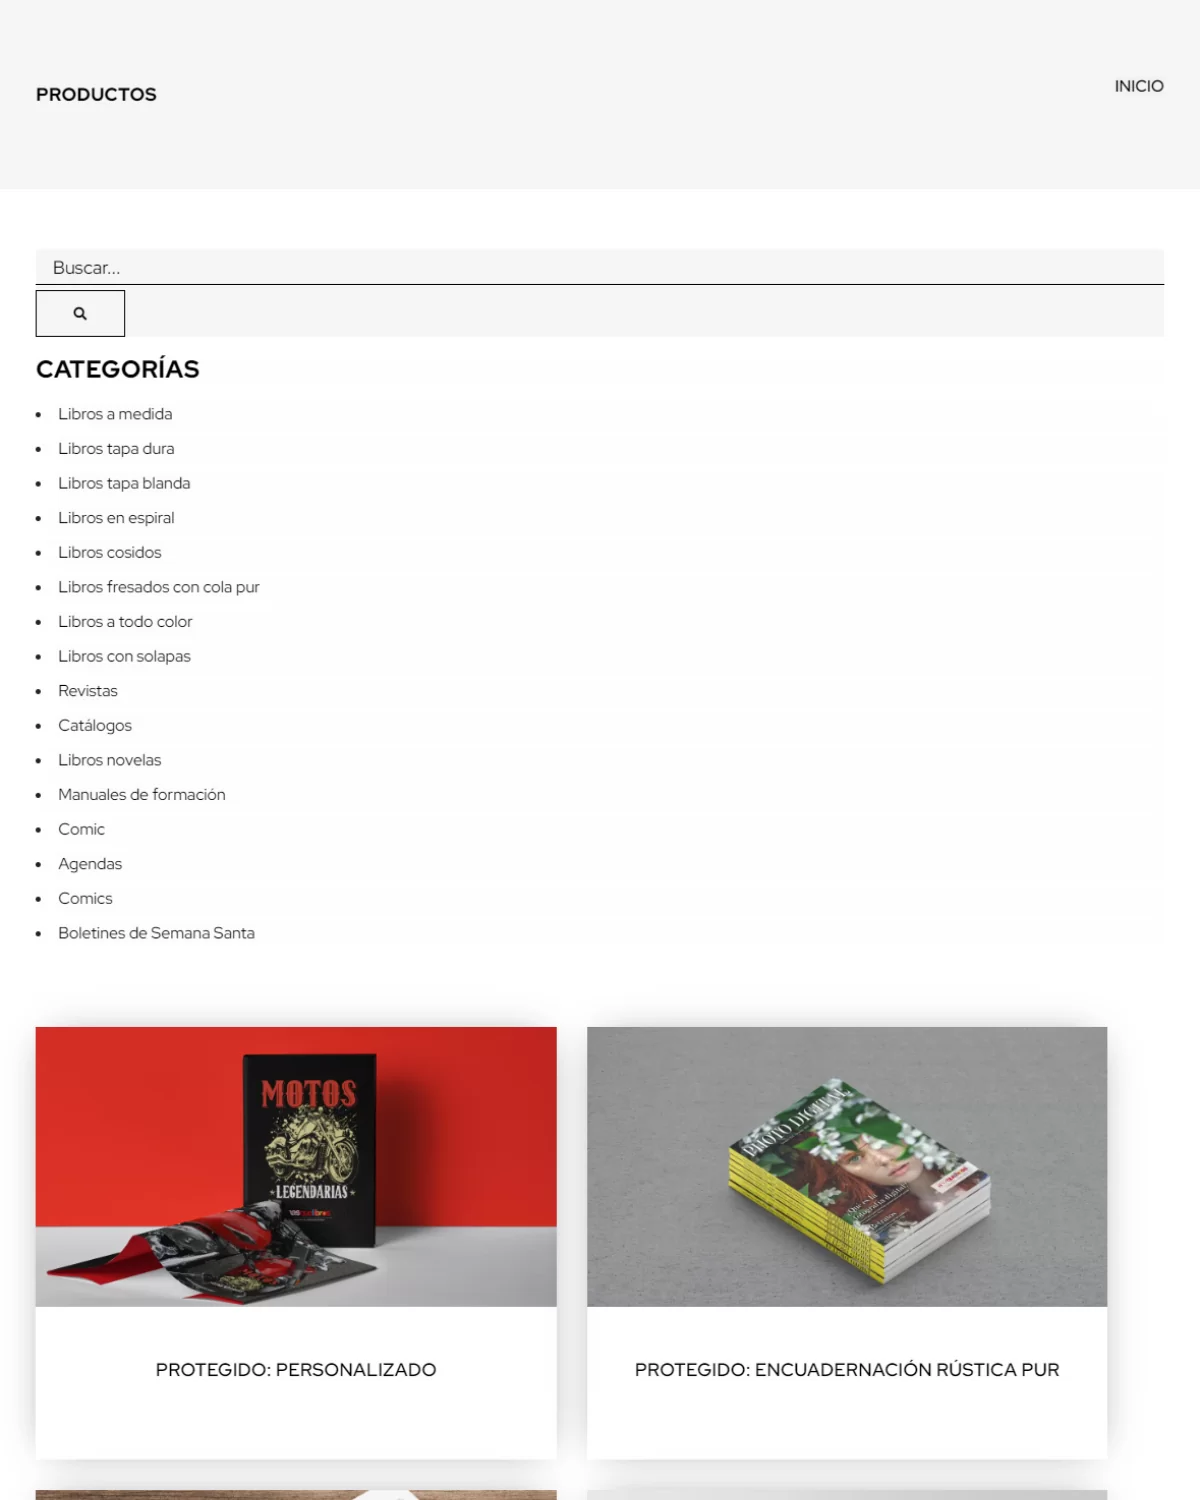 PRODUCTOS
INICIO
Buscar...
CATEGORÍAS
Libros a medida
Libros tapa dura
Libros tapa blanda
Libros en espiral
Libros cosidos
Libros fresados con cola pur
Libros a todo color
Libros con solapas
Revistas
Catálogos
Libros novelas
Manuales de formación
Comic
Agendas
Comics
Boletines de Semana Santa
MOTOS
LEGENDARIAS
PHOTO DIGITAL
PROTEGIDO: PERSONALIZADO
PROTEGIDO: ENCUADERNACIÓN RÚSTICA PUR